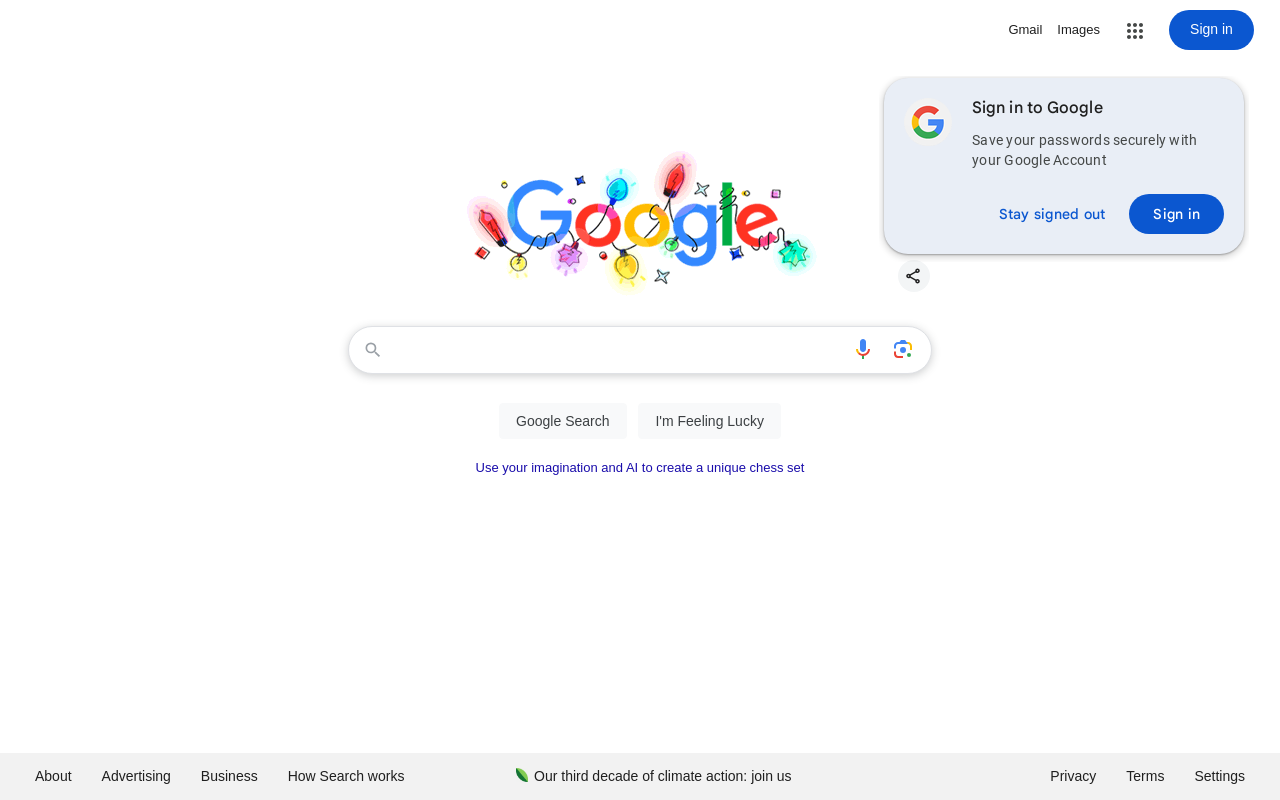 Gmail Images Sign in
Sign in to Google
Save your passwords securely with
your Google Account
Stay signed out Sign in
Google
Google Search I'm Feeling Lucky
Use your imagination and AI to create a unique chess set
About Advertising Business How Search works Our third decade of climate action: join us Privacy Terms Settings